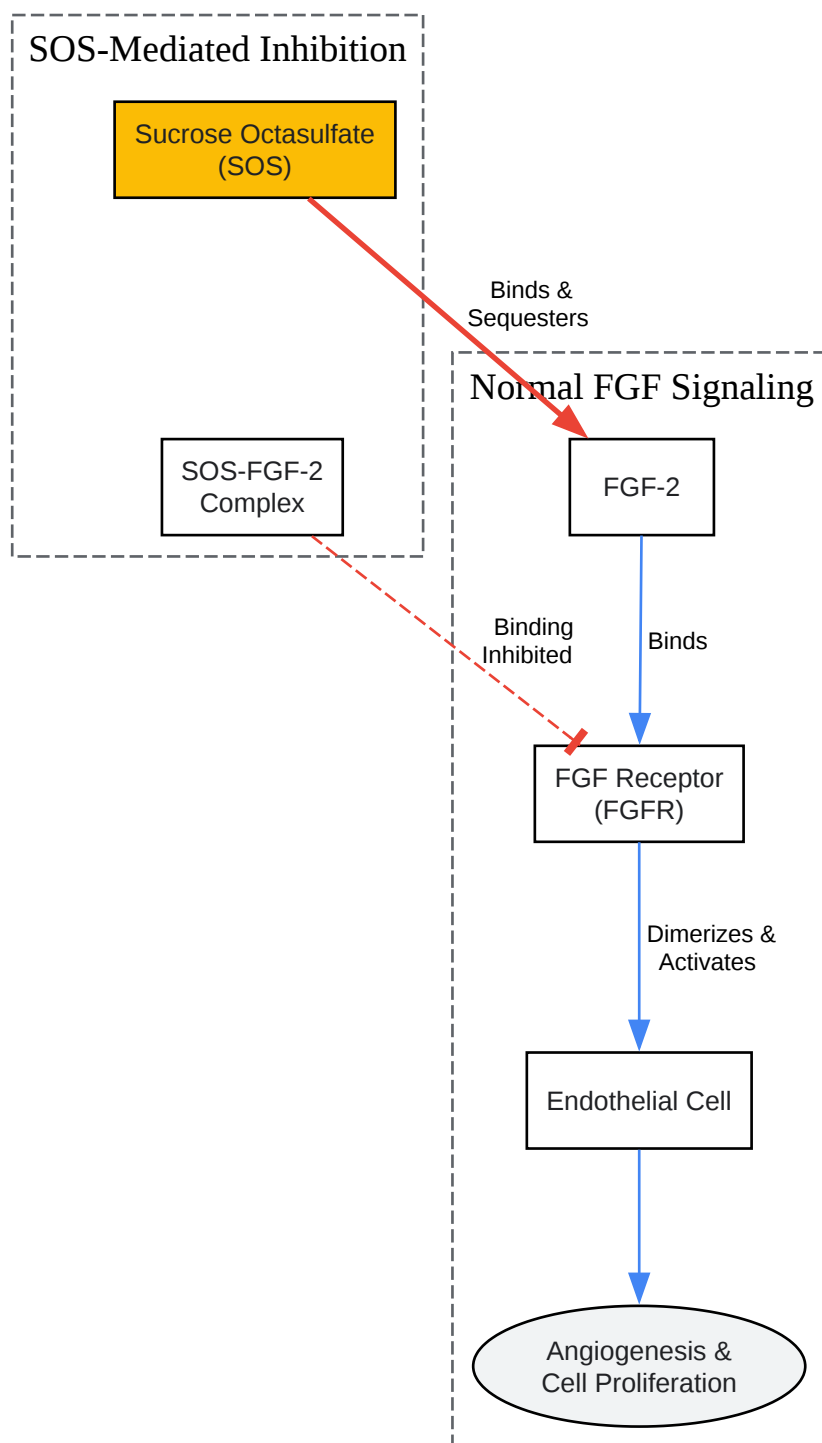 SOS-Mediated Inhibition
Sucrose Octasulfate
(SOS)
Binds &
Sequesters
Normal FGF Signaling
SOS-FGF-2
Complex
FGF-2
Binding
Inhibited
Binds
FGF Receptor
(FGFR)
Dimerizes &
Activates
Endothelial Cell
Angiogenesis &
Cell Proliferation